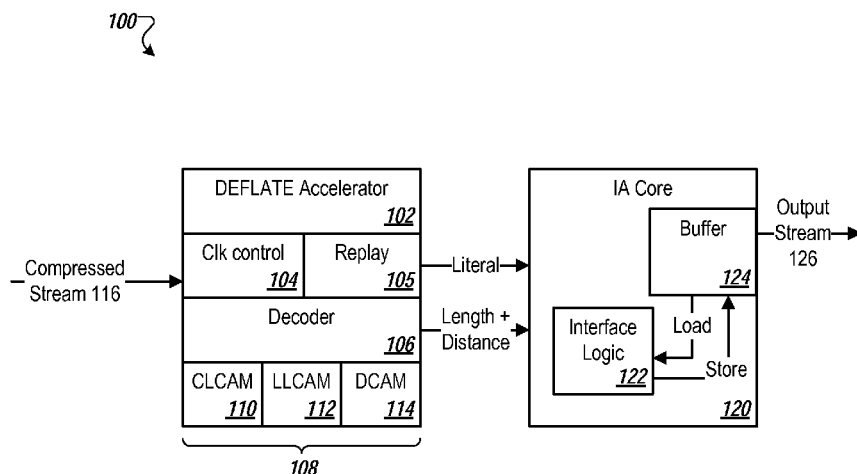 100
DEFLATE Accelerator
102
Clk control
104
Replay
105
Decoder
106
CLCAM
110
LLCAM
112
DCAM
114
108
Compressed
Stream 116
Literal
Length +
Distance
IA Core
Buffer
124
Interface
Logic
122
Load
Store
120
Output
Stream
126